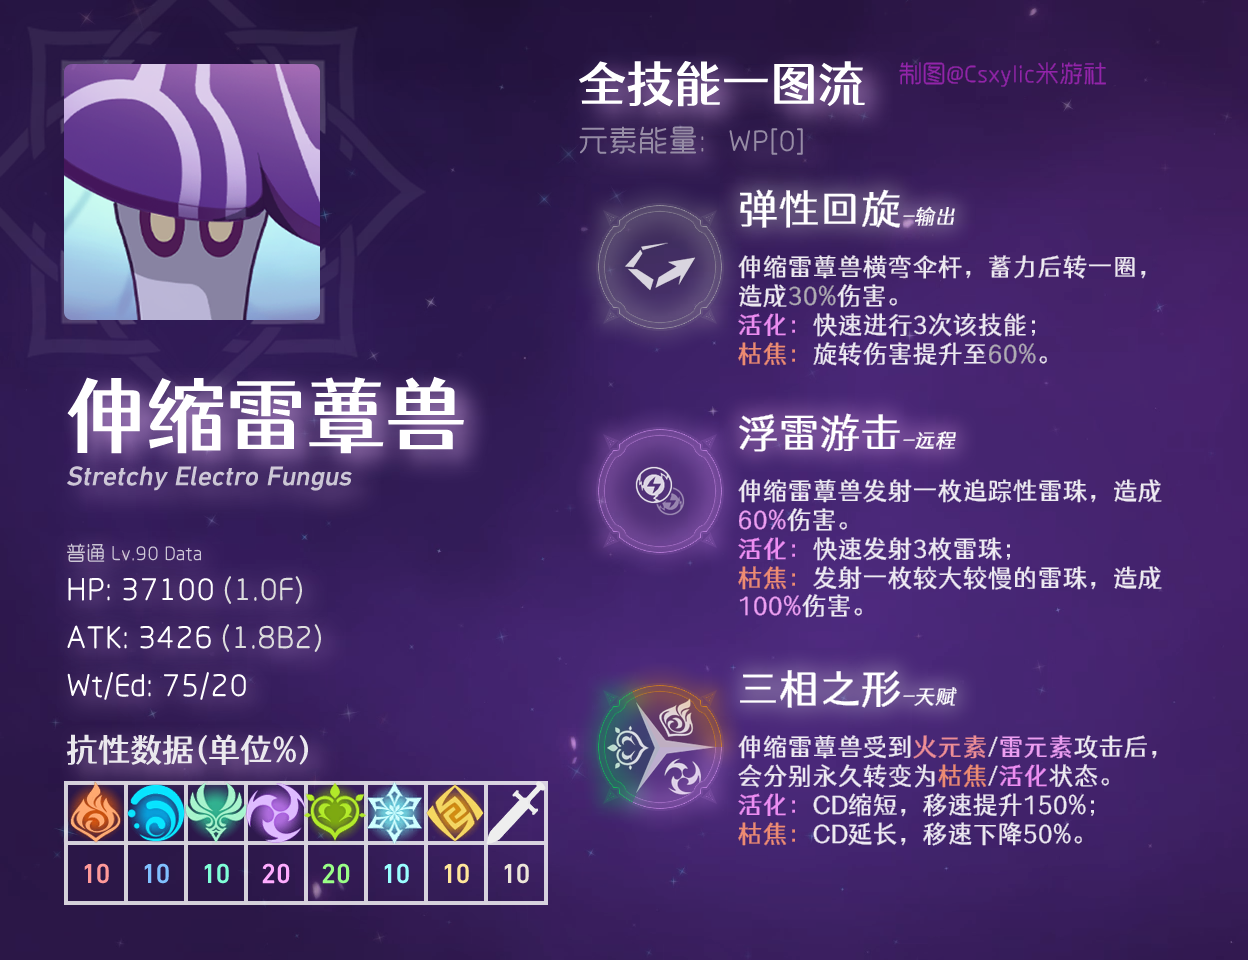 全技能一图流
制图@Csxylic米游社
元素能量： WP[0]
弹性回旋-输出
伸缩雷蕈兽横弯伞杆，蓄力后转一圈，
造成30%伤害。
活化：快速进行3次该技能；
枯焦：旋转伤害提升至60%。
伸缩雷蕈兽
Stretchy Electro Fungus
浮雷游击-远程
伸缩雷蕈兽发射一枚追踪性雷珠，造成
60%伤害。
活化：快速发射3枚雷珠；
枯焦：发射一枚较大较慢的雷珠，造成
100%伤害。
普通 Lv.90 Data
HP: 37100 (1.0F)
ATK: 3426 (1.8B2)
Wt/Ed: 75/20
三相之形-天赋
伸缩雷蕈兽受到火元素/雷元素攻击后，
会分别永久转变为枯焦/活化状态。
活化：CD缩短，移速提升150%；
枯焦：CD延长，移速下降50%。
抗性数据(单位%)
10 10 10 20 20 10 10 10